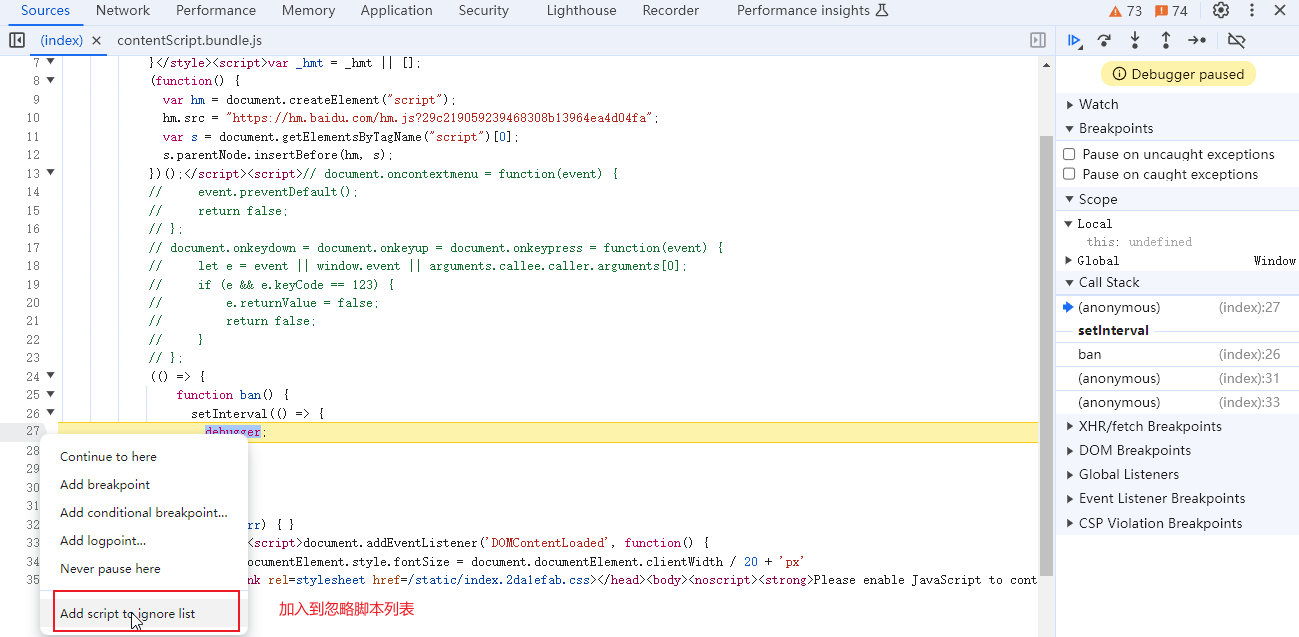 Sources Network Performance Memory Application Security Lighthouse Recorder Performance insights 73 74
(index) contentScript.bundle.js
Debugger paused
Watch
Breakpoints
Pause on uncaught exceptions
Pause on caught exceptions
Scope
Local
this: undefined
Global Window
Call Stack
(anonymous) (index):27
setInterval
ban (index):26
(anonymous) (index):31
(anonymous) (index):33
XHR/fetch Breakpoints
DOM Breakpoints
Global Listeners
Event Listener Breakpoints
CSP Violation Breakpoints
7 }</style><script>var _hmt = _hmt || [];
8 (function() {
9 var hm = document.createElement("script");
10 hm.src = "https://hm.baidu.com/hm.js?29c219059239468308b13964ea4d04fa";
11 var s = document.getElementsByTagName("script")[0];
12 s.parentNode.insertBefore(hm, s);
13 })();</script><script>// document.oncontextmenu = function(event) {
14 // event.preventDefault();
15 // return false;
16 // };
17 // document.onkeydown = document.onkeyup = document.onkeypress = function(event) {
18 // let e = event || window.event || arguments.callee.caller.arguments[0];
19 // if (e && e.keyCode == 123) {
20 // e.returnValue = false;
21 // return false;
22 // }
23 // };
24 (() => {
25 function ban() {
26 setInterval(() => {
27 debugger;
28
29
30
31
32 rr) { }
33 <script>document.addEventListener('DOMContentLoaded', function() {
34 ocumentElement.style.fontSize = document.documentElement.clientWidth / 20 + 'px'
35 nk rel=stylesheet href=/static/index.2da1efab.css></head><body><noscript><strong>Please enable JavaScript to cont
Continue to here
Add breakpoint
Add conditional breakpoint...
Add logpoint...
Never pause here
Add script to ignore list
加入到忽略脚本列表